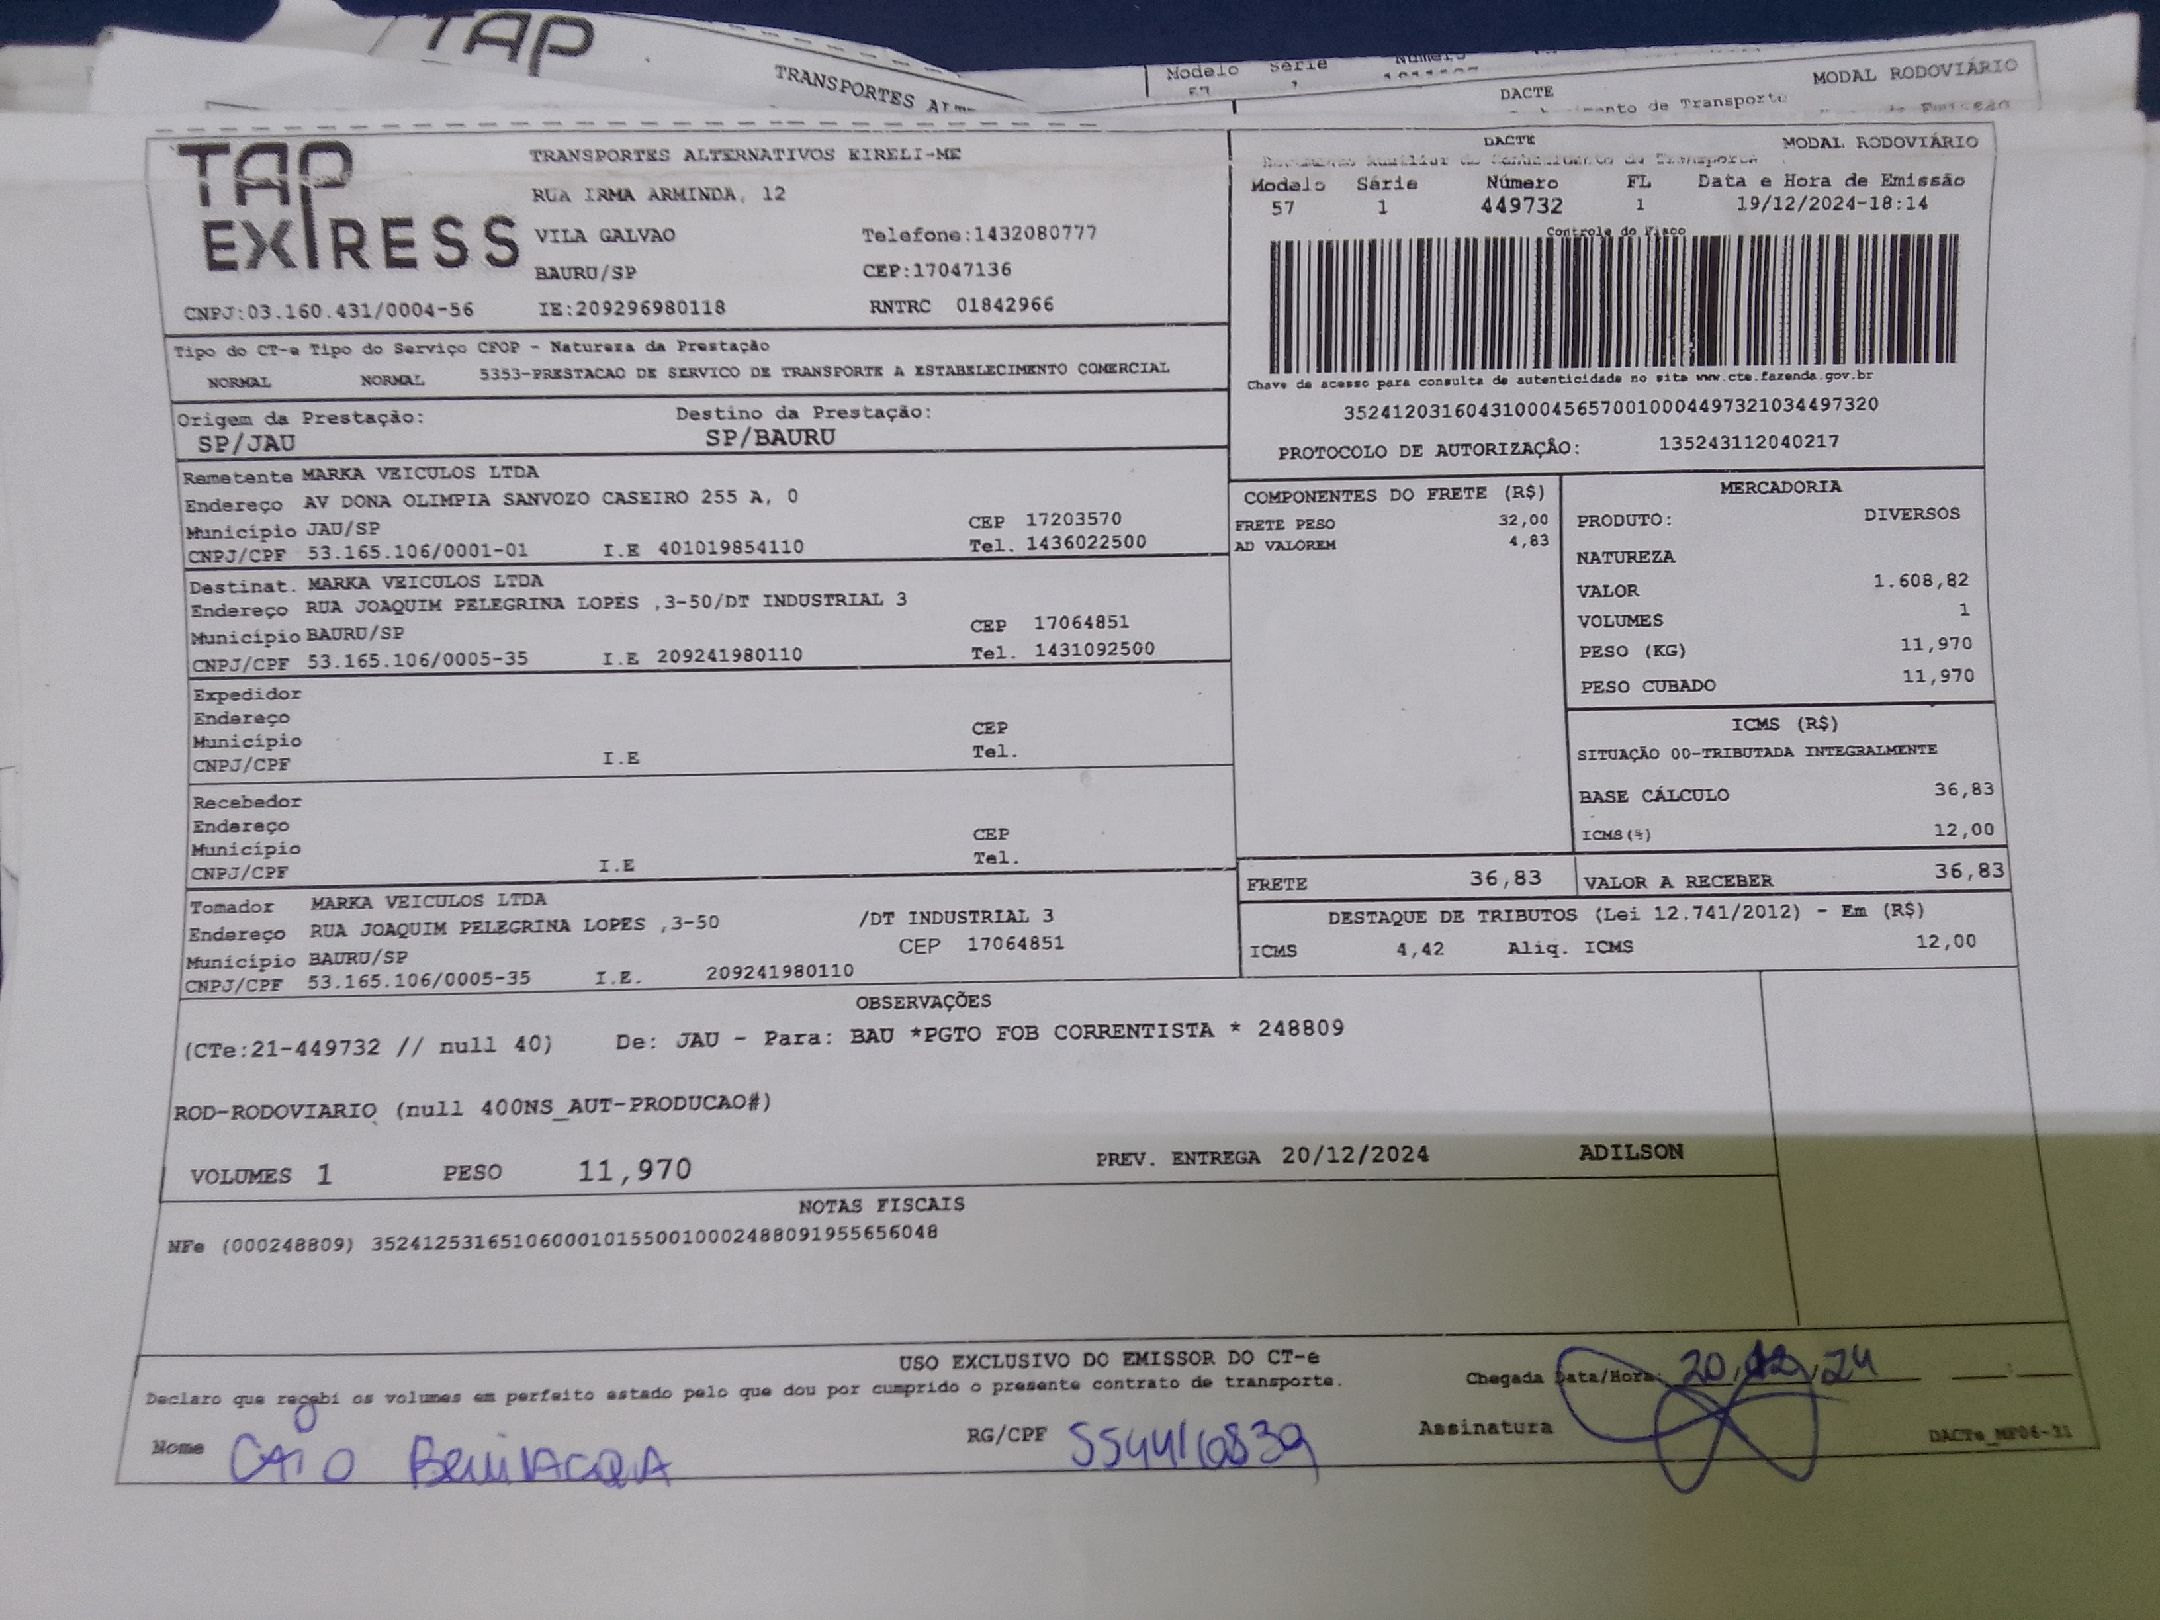 TAP
TRANSPORTES
Modelo Série Número
DACTE
MODAL RODOVIÁRIO
de Transporte
TAP EXPRESS
TRANSPORTES ALTERNATIVOS EIRELI-ME
RUA IRMA ARMINDA, 12
VILA GALVAO Telefone:1432080777
BAURU/SP CEP:17047136
CNPJ:03.160.431/0004-56 IE:209296980118 RNTRC 01842966
DACTE MODAL RODOVIÁRIO
Modelo Série Número FL Data e Hora de Emissão
57 1 449732 1 19/12/2024-18:14
Controle do Fisco
Chave de acesso para consulta de autenticidade no site www.cte.fazenda.gov.br
35241203160431000456570010004497321034497320
PROTOCOLO DE AUTORIZAÇÃO: 135243112040217
Tipo do CT-e Tipo do Serviço CFOP - Natureza da Prestação
NORMAL NORMAL 5353-PRESTACAO DE SERVICO DE TRANSPORTE A ESTABELECIMENTO COMERCIAL
Origem da Prestação: Destino da Prestação:
SP/JAU SP/BAURU
Remetente MARKA VEICULOS LTDA
Endereço AV DONA OLIMPIA SANVOZO CASEIRO 255 A, 0
Município JAU/SP CEP 17203570
CNPJ/CPF 53.165.106/0001-01 I.E 401019854110 Tel. 1436022500
Destinat. MARKA VEICULOS LTDA
Endereço RUA JOAQUIM PELEGRINA LOPES ,3-50/DT INDUSTRIAL 3
Município BAURU/SP CEP 17064851
CNPJ/CPF 53.165.106/0005-35 I.E 209241980110 Tel. 1431092500
Expedidor
Endereço
Município CEP
CNPJ/CPF I.E Tel.
Recebedor
Endereço
Município CEP
CNPJ/CPF I.E Tel.
Tomador MARKA VEICULOS LTDA
Endereço RUA JOAQUIM PELEGRINA LOPES ,3-50 /DT INDUSTRIAL 3
Município BAURU/SP CEP 17064851
CNPJ/CPF 53.165.106/0005-35 I.E. 209241980110
COMPONENTES DO FRETE (R$)
FRETE PESO 32,00
AD VALOREM 4,83
MERCADORIA
PRODUTO: DIVERSOS
NATUREZA
VALOR 1.608,82
VOLUMES 1
PESO (KG) 11,970
PESO CUBADO 11,970
ICMS (R$)
SITUAÇÃO 00-TRIBUTADA INTEGRALMENTE
BASE CÁLCULO 36,83
ICMS(%) 12,00
FRETE 36,83 VALOR A RECEBER 36,83
DESTAQUE DE TRIBUTOS (Lei 12.741/2012) - Em (R$)
ICMS 4,42 Aliq. ICMS 12,00
OBSERVAÇÕES
(CTe:21-449732 // null 40) De: JAU - Para: BAU *PGTO FOB CORRENTISTA * 248809
ROD-RODOVIARIO (null 400NS_AUT-PRODUCAO#)
VOLUMES 1 PESO 11,970 PREV. ENTREGA 20/12/2024 ADILSON
NOTAS FISCAIS
NFe (000248809) 35241253165106000101550010002488091955656048
USO EXCLUSIVO DO EMISSOR DO CT-e
Declaro que recebi os volumes em perfeito estado pelo que dou por cumprido o presente contrato de transporte.
Chegada Data/Hora: 20,12,24
Nome CAIO BEVILACQUA RG/CPF 554410839 Assinatura
DACTe_MF06-31